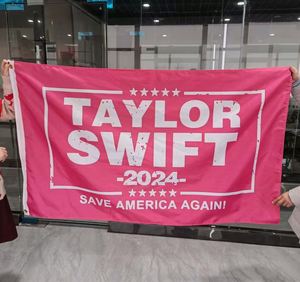 TAYLOR
SWIFT
-2024-
SAVE AMERICA AGAIN!